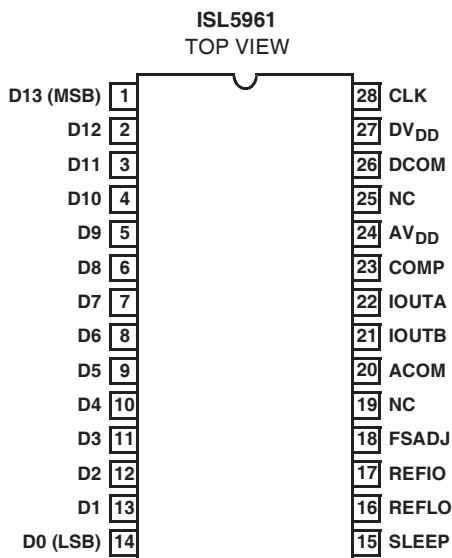 ISL5961
TOP VIEW
D13 (MSB) 1 28 CLK
D12 2 27 DVDD
D11 3 26 DCOM
D10 4 25 NC
D9 5 24 AVDD
D8 6 23 COMP
D7 7 22 IOUTA
D6 8 21 IOUTB
D5 9 20 ACOM
D4 10 19 NC
D3 11 18 FSADJ
D2 12 17 REFIO
D1 13 16 REFLO
D0 (LSB) 14 15 SLEEP